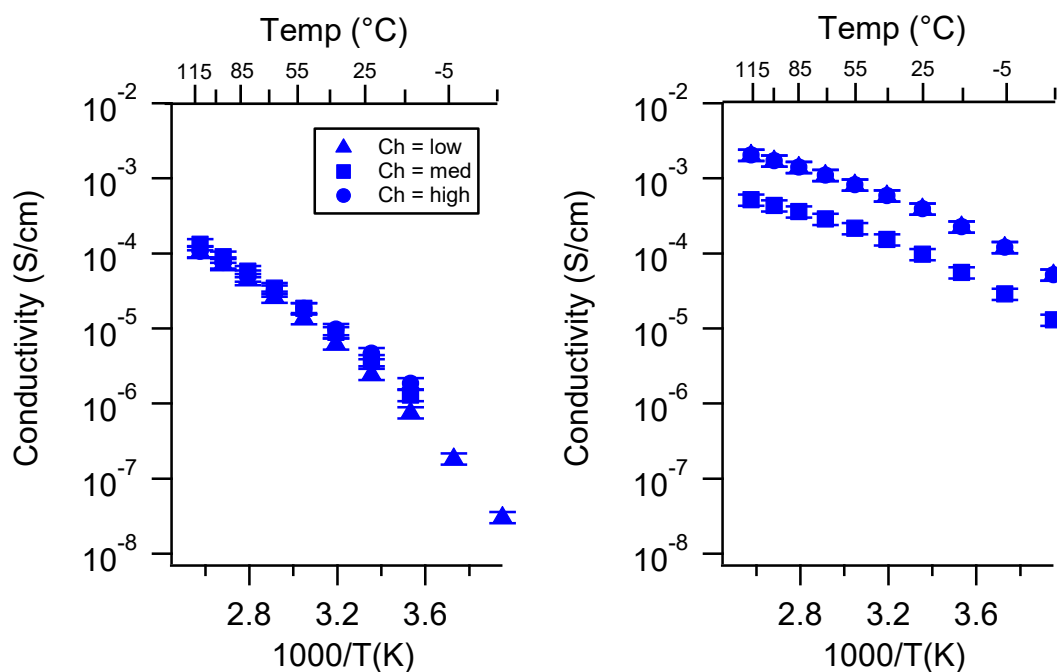 Temp (°C)
115 85 55 25 -5
10-2
10-3
10-4
10-5
10-6
10-7
10-8
Conductivity (S/cm)
Ch = low
Ch = med
Ch = high
2.8 3.2 3.6
1000/T(K)
Temp (°C)
115 85 55 25 -5
10-2
10-3
10-4
10-5
10-6
10-7
10-8
Conductivity (S/cm)
2.8 3.2 3.6
1000/T(K)